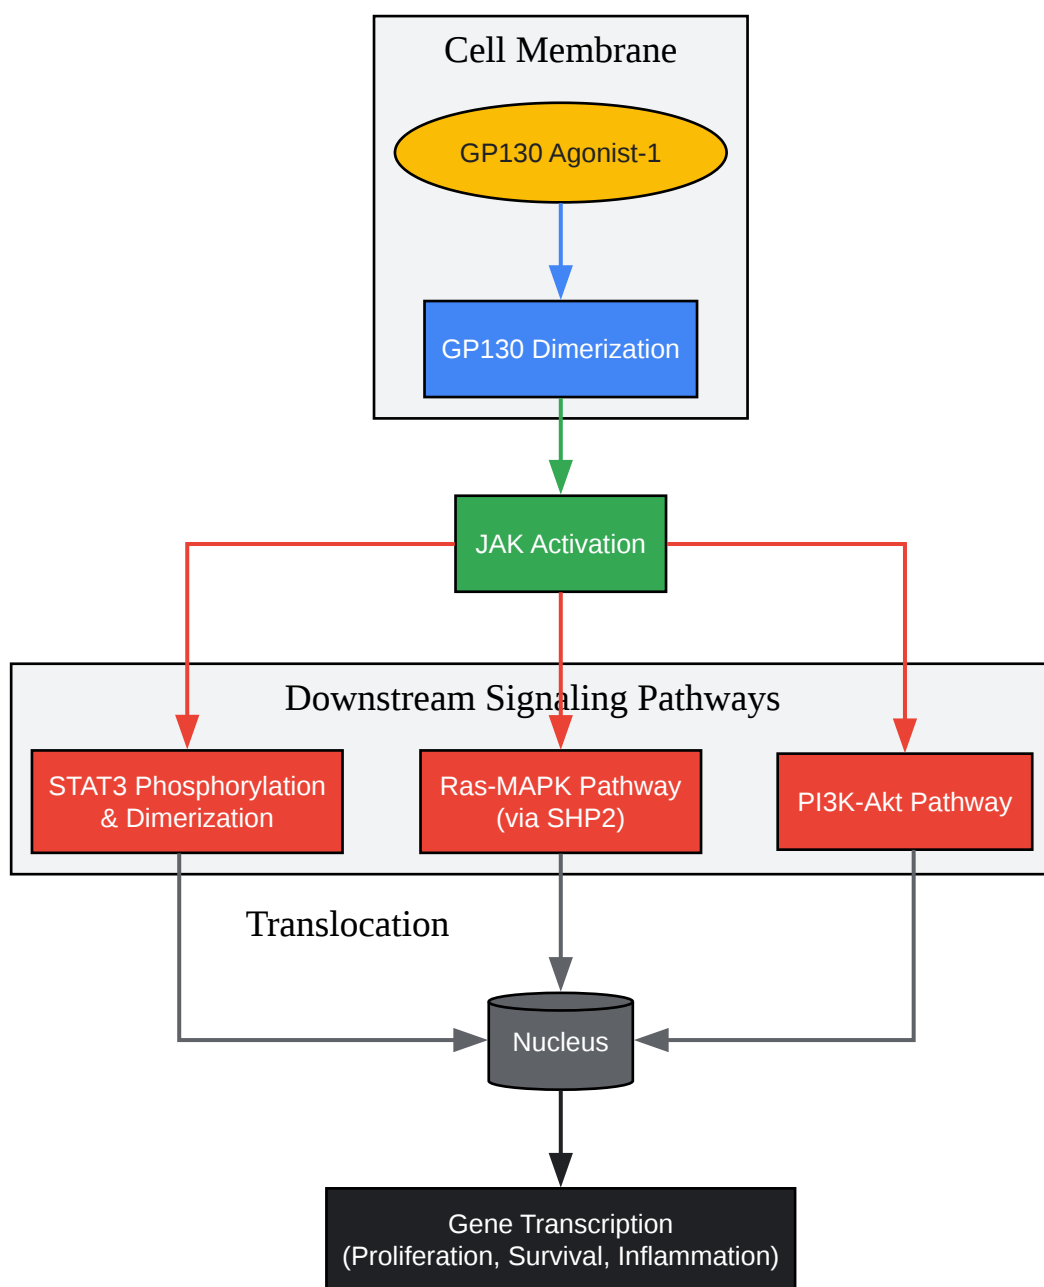 Cell Membrane
GP130 Agonist-1
GP130 Dimerization
JAK Activation
Downstream Signaling Pathways
STAT3 Phosphorylation
& Dimerization
Ras-MAPK Pathway
(via SHP2)
PI3K-Akt Pathway
Translocation
Nucleus
Gene Transcription
(Proliferation, Survival, Inflammation)